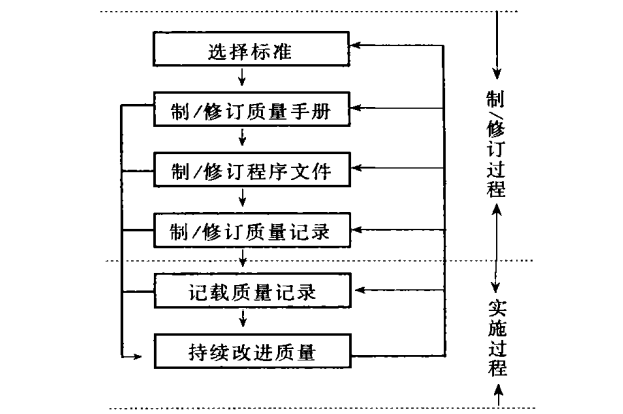 选择标准
制/修订质量手册
制/修订程序文件
制/修订质量记录
记载质量记录
持续改进质量
制/修订过程
实施过程